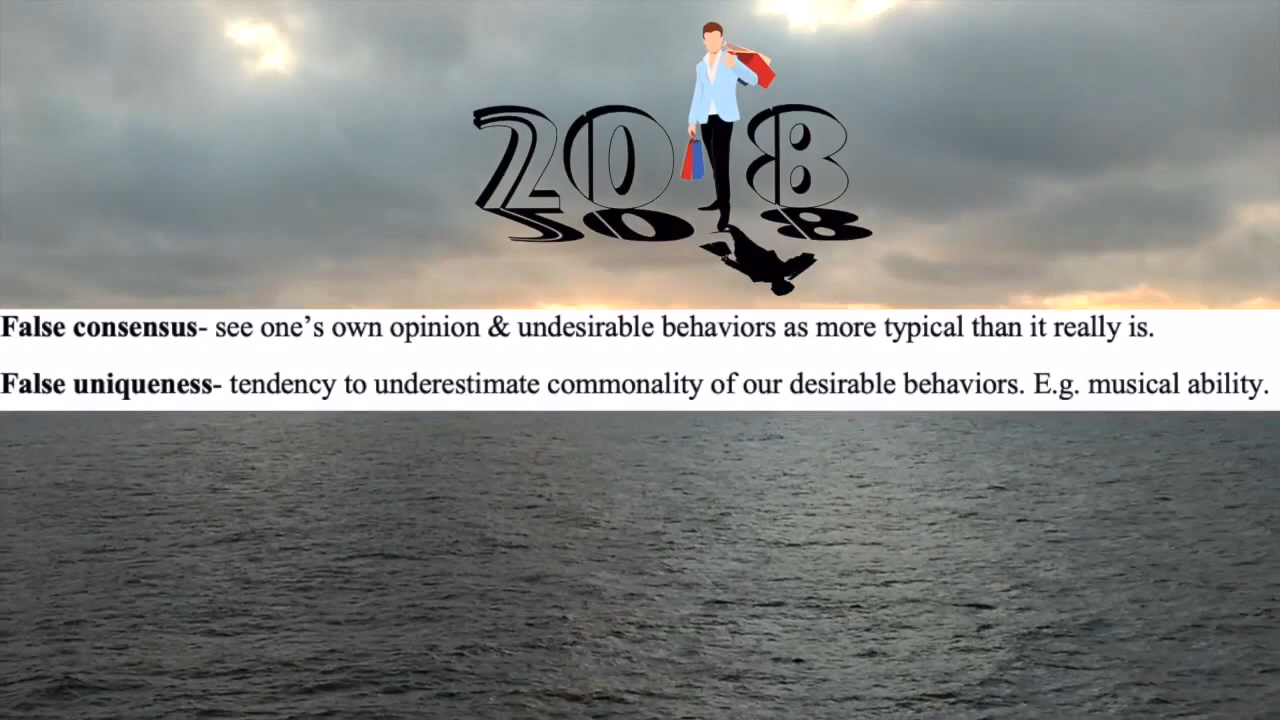 2018
False consensus- see one’s own opinion & undesirable behaviors as more typical than it really is.
False uniqueness- tendency to underestimate commonality of our desirable behaviors. E.g. musical ability.